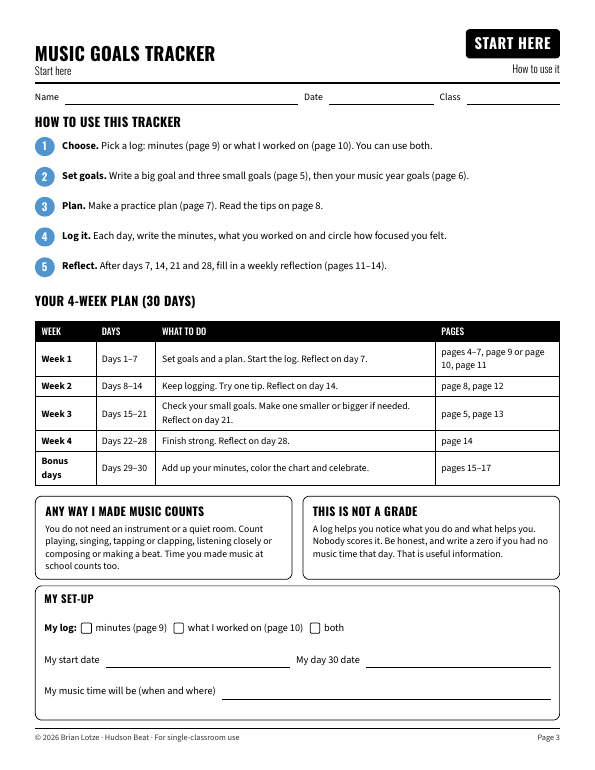 START HERE
MUSIC GOALS TRACKER
Start here
How to use it
Name Date Class
HOW TO USE THIS TRACKER
1 Choose. Pick a log: minutes (page 9) or what I worked on (page 10). You can use both.
2 Set goals. Write a big goal and three small goals (page 5), then your music year goals (page 6).
3 Plan. Make a practice plan (page 7). Read the tips on page 8.
4 Log it. Each day, write the minutes, what you worked on and circle how focused you felt.
5 Reflect. After days 7, 14, 21 and 28, fill in a weekly reflection (pages 11–14).
YOUR 4-WEEK PLAN (30 DAYS)
WEEK DAYS WHAT TO DO PAGES
Week 1 Days 1–7 Set goals and a plan. Start the log. Reflect on day 7. pages 4–7, page 9 or page
10, page 11
Week 2 Days 8–14 Keep logging. Try one tip. Reflect on day 14. page 8, page 12
Week 3 Days 15–21 Check your small goals. Make one smaller or bigger if needed.
Reflect on day 21. page 5, page 13
Week 4 Days 22–28 Finish strong. Reflect on day 28. page 14
Bonus
days Days 29–30 Add up your minutes, color the chart and celebrate. pages 15–17
ANY WAY I MADE MUSIC COUNTS
You do not need an instrument or a quiet room. Count
playing, singing, tapping or clapping, listening closely or
composing or making a beat. Time you made music at
school counts too.
THIS IS NOT A GRADE
A log helps you notice what you do and what helps you.
Nobody scores it. Be honest, and write a zero if you had no
music time that day. That is useful information.
MY SET-UP
My log: minutes (page 9) what I worked on (page 10) both
My start date My day 30 date
My music time will be (when and where)
© 2026 Brian Lotze · Hudson Beat · For single-classroom use Page 3